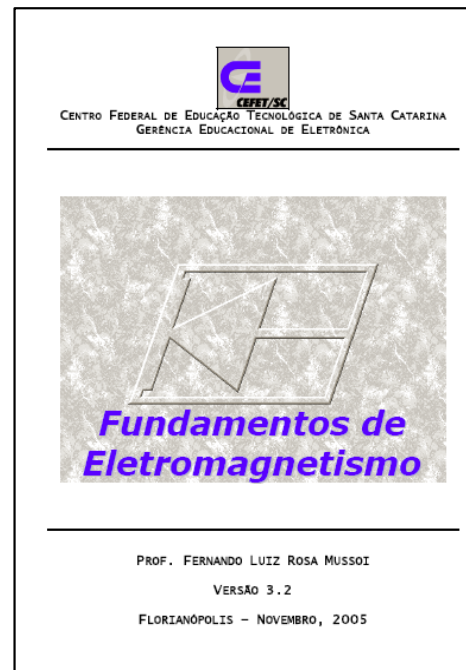 CE
CEFET/SC
CENTRO FEDERAL DE EDUCAÇÃO TECNOLÓGICA DE SANTA CATARINA
GERÊNCIA EDUCACIONAL DE ELETRÔNICA
Fundamentos de
Eletromagnetismo
PROF. FERNANDO LUIZ ROSA MUSSOI
VERSÃO 3.2
FLORIANÓPOLIS – NOVEMBRO, 2005